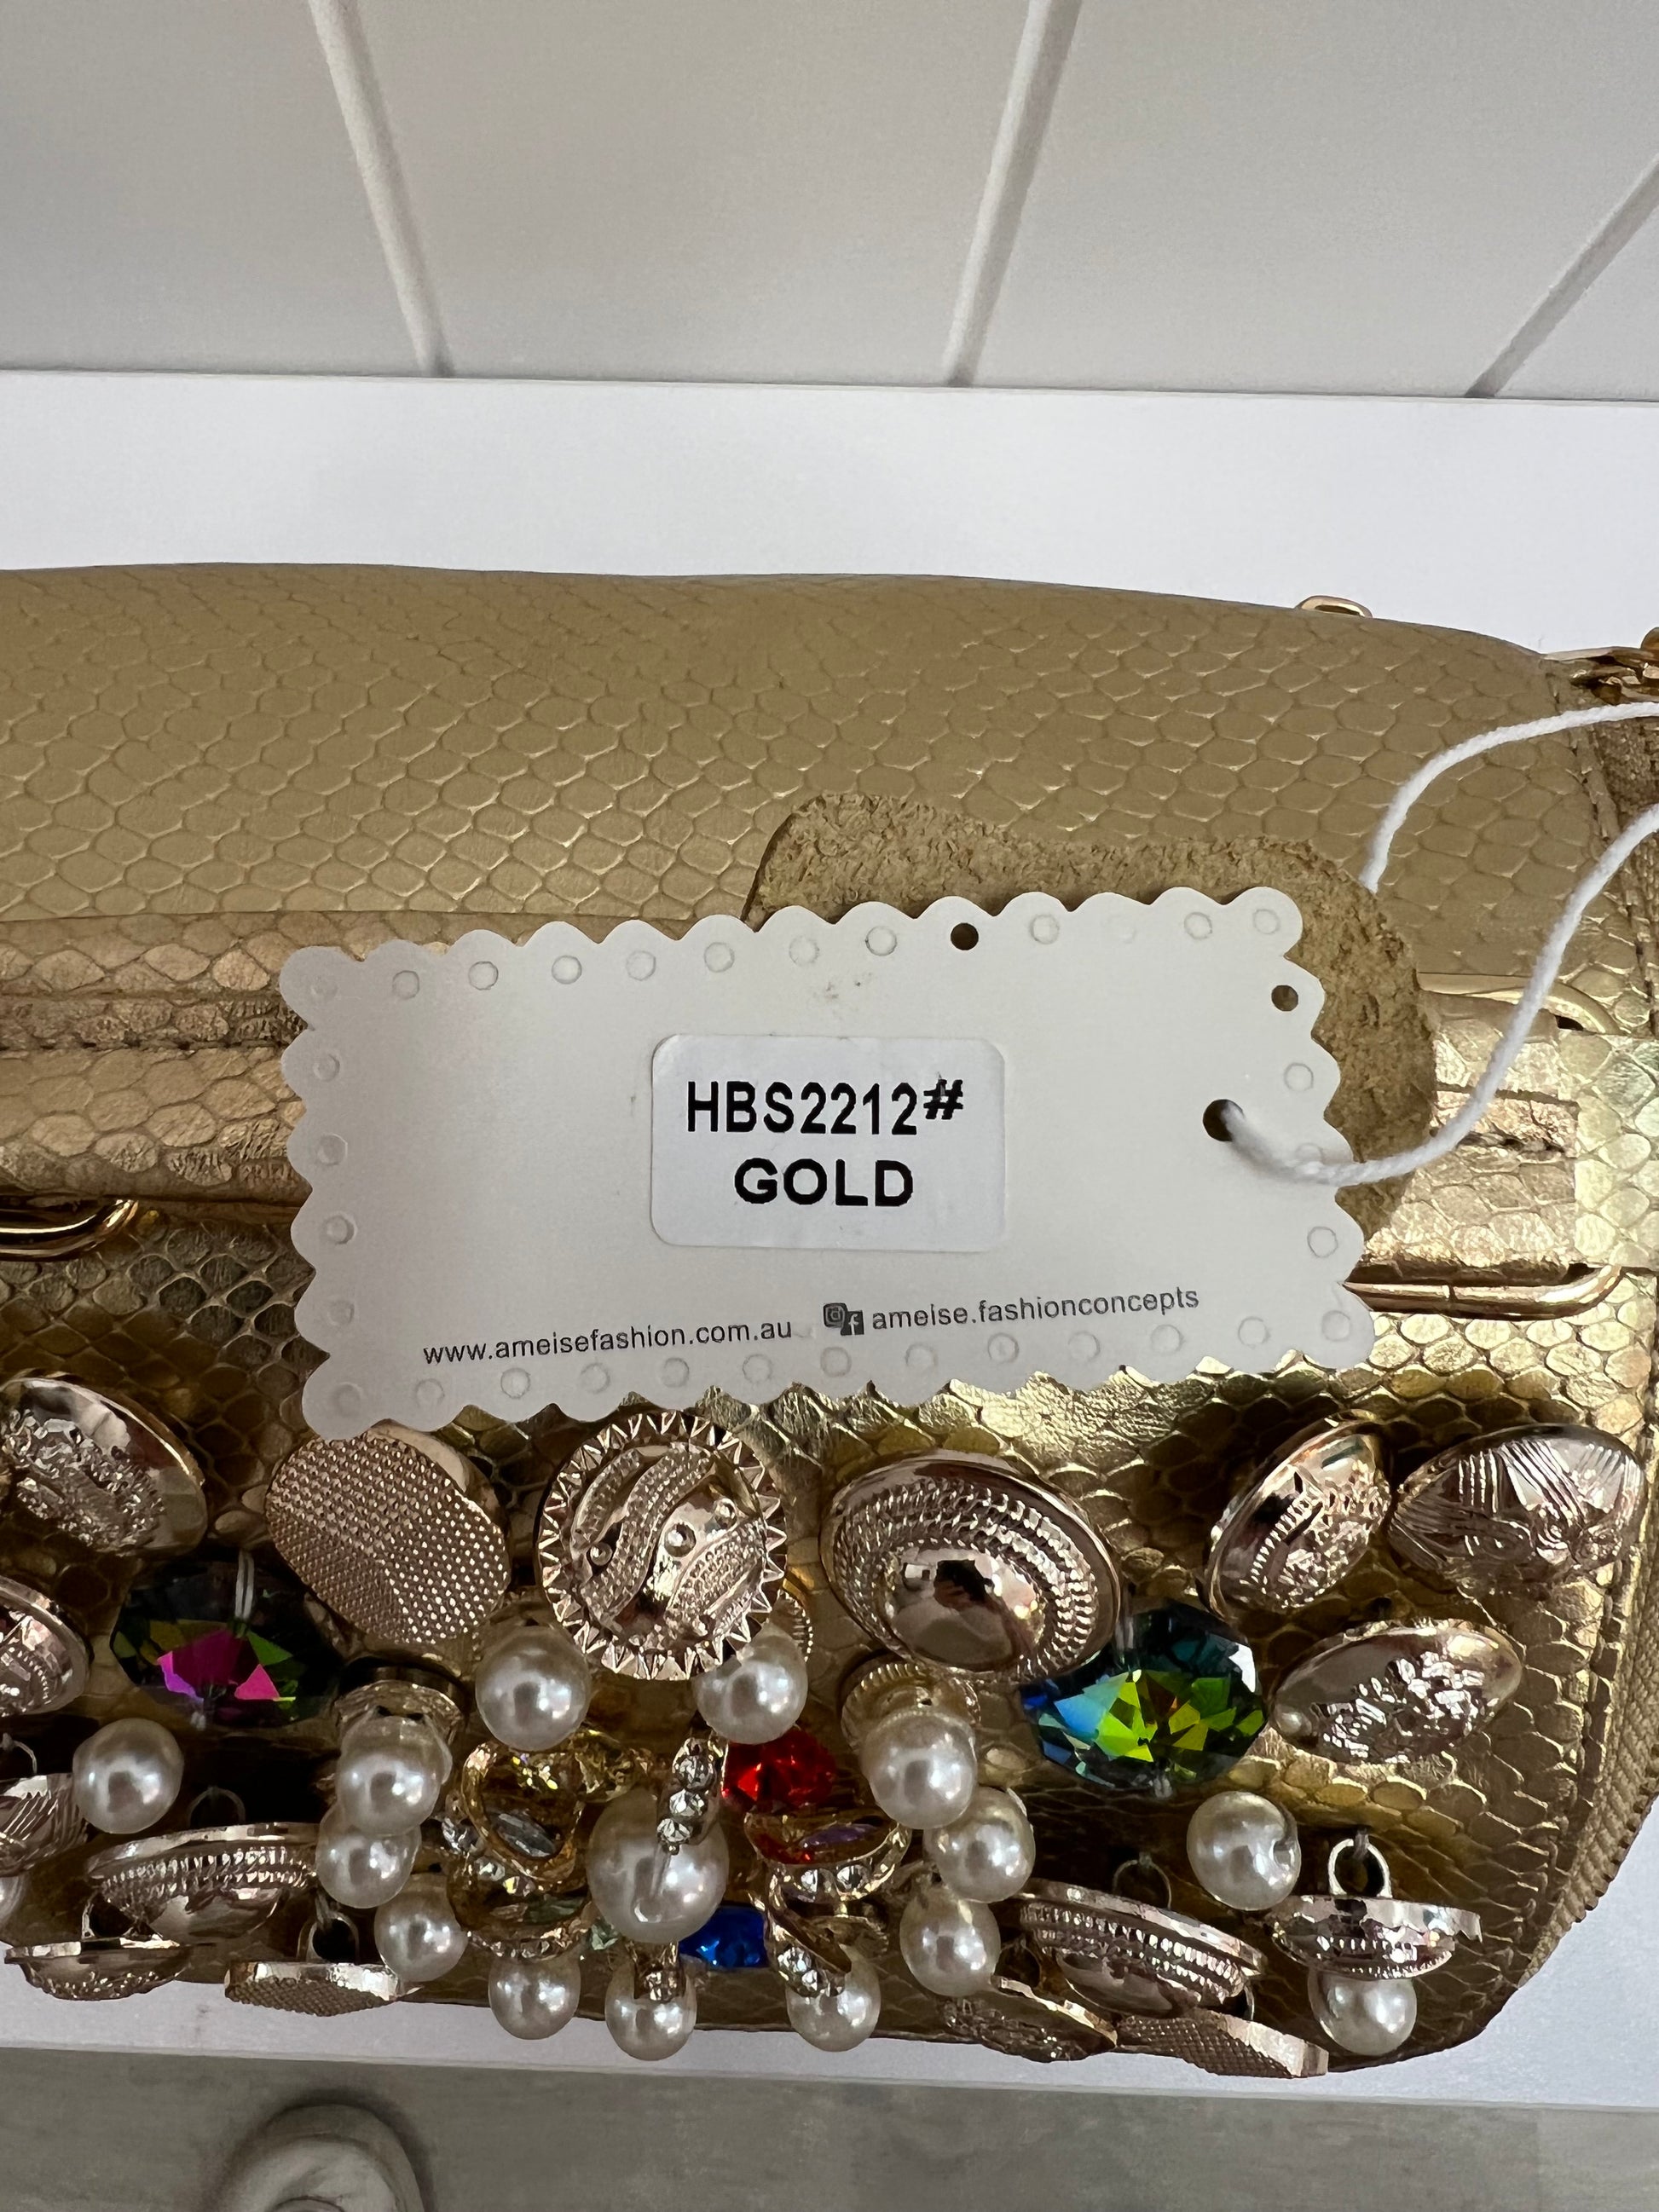 HBS2212#
GOLD
www.ameisefashion.com.au ameise.fashionconcepts